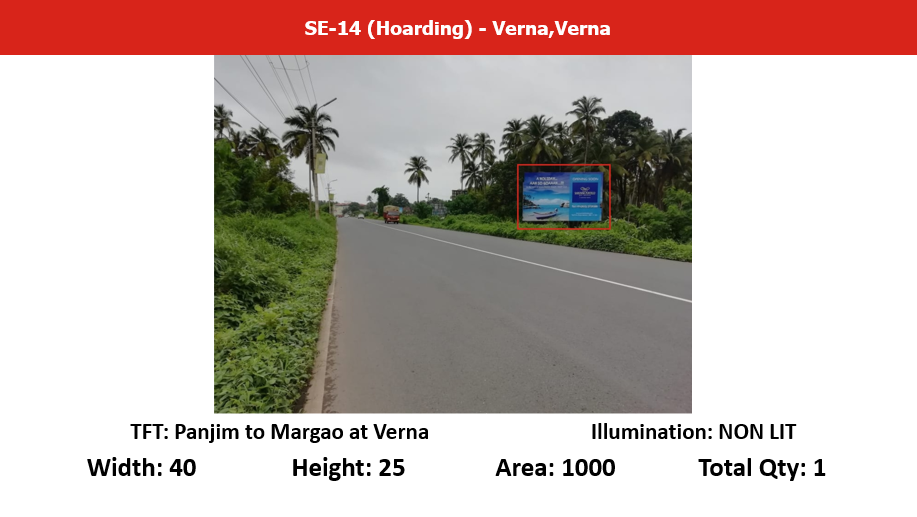 SE-14 (Hoarding) - Verna,Verna
TFT: Panjim to Margao at Verna
Illumination: NON LIT
Width: 40
Height: 25
Area: 1000
Total Qty: 1